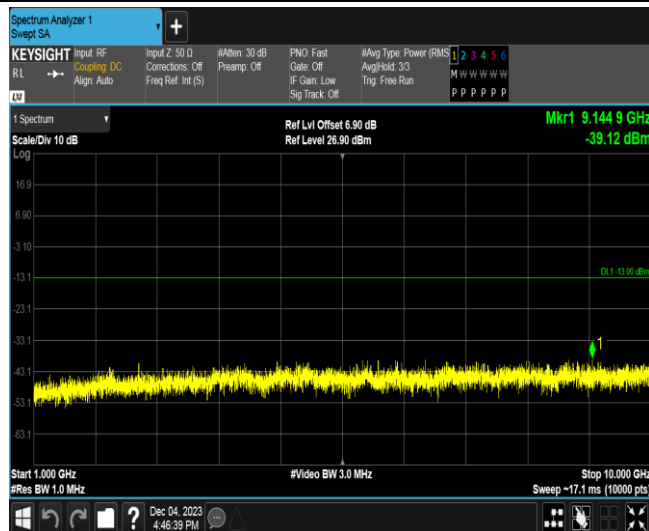 Spectrum Analyzer 1
Swept SA
+
KEYSIGHT
RL
LXI
Input: RF
Coupling: DC
Align: Auto
Input Z: 50 Ω
Corrections: Off
Freq Ref: Int (S)
#Atten: 30 dB
Preamp: Off
PNO: Fast
Gate: Off
IF Gain: Low
Sig Track: Off
#Avg Type: Power (RMS
Avg|Hold: 3/3
Trig: Free Run
1 2 3 4 5 6
M W W W W W
P P P P P P
1 Spectrum
Scale/Div 10 dB
Log
Ref Lvl Offset 6.90 dB
Ref Level 26.90 dBm
Mkr1 9.144 9 GHz
-39.12 dBm
16.9
6.90
-3.10
-13.1
DL1 -13.00 dBm
-23.1
-33.1
1
-43.1
-53.1
-63.1
Start 1.000 GHz
#Res BW 1.0 MHz
#Video BW 3.0 MHz
Stop 10.000 GHz
Sweep ~17.1 ms (10000 pts)
?
Dec 04, 2023
4:46:39 PM